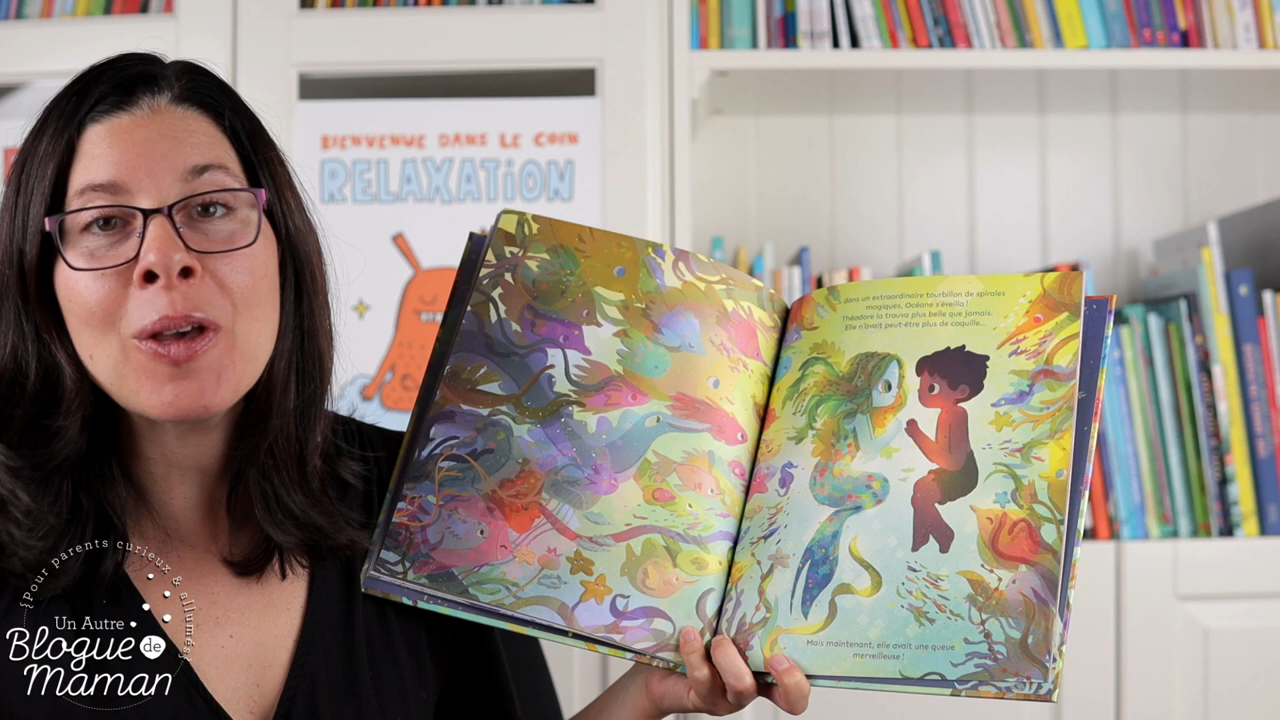 BIENVENUE DANS LE COIN
RELAXATION
dans un extraordinaire tourbillon de spirales
magiques, Océane s'éveilla !
Théodore la trouva plus belle que jamais.
Elle n'avait peut-être plus de coquille...
Mais maintenant, elle avait une queue
merveilleuse !
{Pour parents curieux & allumés}
Un Autre
Blogue de
Maman